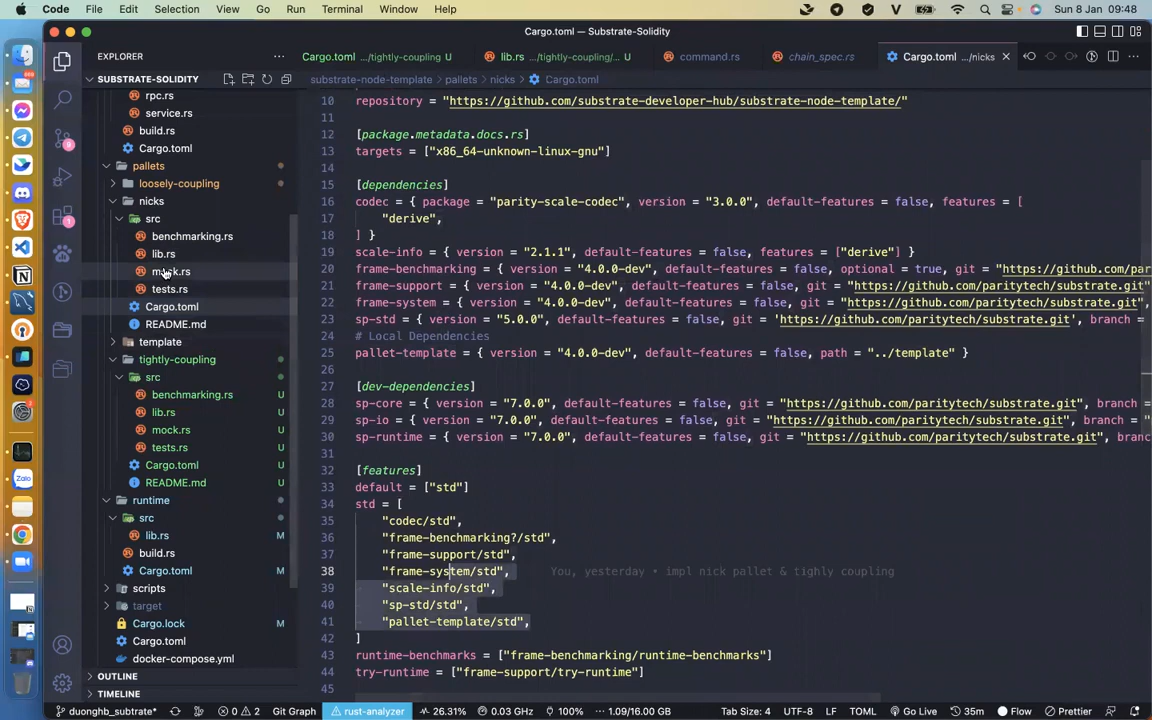 Code File Edit Selection View Go Run Terminal Window Help Sun 8 Jan 09:48
Cargo.toml — Substrate-Solidity
EXPLORER
Cargo.toml .../tightly-coupling U
lib.rs .../tightly-coupling/... U
command.rs
chain_spec.rs
Cargo.toml .../nicks
SUBSTRATE-SOLIDITY
substrate-node-template > pallets > nicks > Cargo.toml
rpc.rs
service.rs
build.rs
Cargo.toml
pallets
loosely-coupling
nicks
src
benchmarking.rs
lib.rs
mock.rs
tests.rs
Cargo.toml
README.md
template
tightly-coupling
src
benchmarking.rs U
lib.rs U
mock.rs U
tests.rs U
Cargo.toml U
README.md U
runtime
src
lib.rs M
build.rs
Cargo.toml M
scripts
target
Cargo.lock M
Cargo.toml
docker-compose.yml
OUTLINE
TIMELINE
10 repository = "https://github.com/substrate-developer-hub/substrate-node-template/"
11
12 [package.metadata.docs.rs]
13 targets = ["x86_64-unknown-linux-gnu"]
14
15 [dependencies]
16 codec = { package = "parity-scale-codec", version = "3.0.0", default-features = false, features = [
17 "derive",
18 ] }
19 scale-info = { version = "2.1.1", default-features = false, features = ["derive"] }
20 frame-benchmarking = { version = "4.0.0-dev", default-features = false, optional = true, git = "https://github.com/par
21 frame-support = { version = "4.0.0-dev", default-features = false, git = "https://github.com/paritytech/substrate.git"
22 frame-system = { version = "4.0.0-dev", default-features = false, git = "https://github.com/paritytech/substrate.git",
23 sp-std = { version = "5.0.0", default-features = false, git = 'https://github.com/paritytech/substrate.git', branch =
24 # Local Dependencies
25 pallet-template = { version = "4.0.0-dev", default-features = false, path = "../template" }
26
27 [dev-dependencies]
28 sp-core = { version = "7.0.0", default-features = false, git = "https://github.com/paritytech/substrate.git", branch =
29 sp-io = { version = "7.0.0", default-features = false, git = "https://github.com/paritytech/substrate.git", branch =
30 sp-runtime = { version = "7.0.0", default-features = false, git = "https://github.com/paritytech/substrate.git", branc
31
32 [features]
33 default = ["std"]
34 std = [
35 "codec/std",
36 "frame-benchmarking?/std",
37 "frame-support/std",
38 "frame-system/std", You, yesterday • impl nick pallet & tighly coupling
39 "scale-info/std",
40 "sp-std/std",
41 "pallet-template/std",
42 ]
43 runtime-benchmarks = ["frame-benchmarking/runtime-benchmarks"]
44 try-runtime = ["frame-support/try-runtime"]
45
duonghb_subtrate* 0 2 Git Graph rust-analyzer 26.31% 0.03 GHz 100% 1.09/16.00 GB Tab Size: 4 UTF-8 LF TOML Go Live 35m Flow Prettier